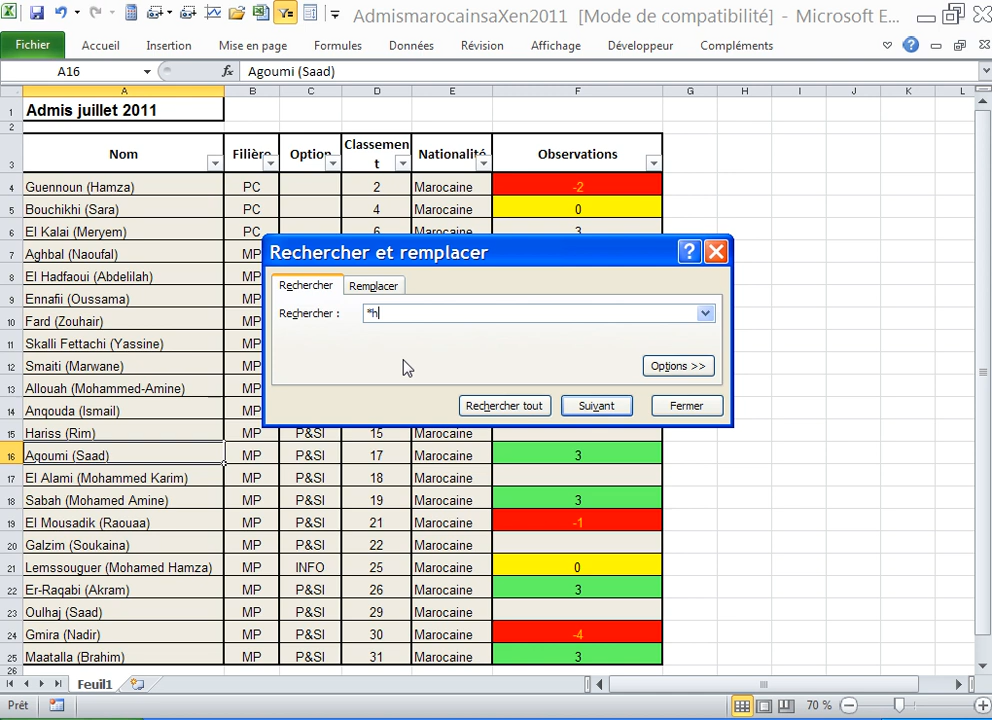 AdmismarocainsaXen2011 [Mode de compatibilité] - Microsoft E...
Fichier Accueil Insertion Mise en page Formules Données Révision Affichage Développeur Compléments
A16 fx Agoumi (Saad)
A B C D E F G H I J K L
1 Admis juillet 2011
2
3 Nom Filière Option Classement Nationalité Observations
4 Guennoun (Hamza) PC 2 Marocaine -2
5 Bouchikhi (Sara) PC 4 Marocaine 0
6 El Kalai (Meryem) PC 6 Marocaine 3
Rechercher et remplacer
7 Aghbal (Naoufal) MP
8 El Hadfaoui (Abdelilah) MP
Rechercher Remplacer
9 Ennafii (Oussama) MP
Rechercher : *h
10 Fard (Zouhair) MP
11 Skalli Fettachi (Yassine) MP
12 Smaiti (Marwane) MP
Options >>
13 Allouah (Mohammed-Amine) MP
14 Anqouda (Ismail) MP
Rechercher tout Suivant Fermer
15 Hariss (Rim) MP P&SI 15 Marocaine
16 Agoumi (Saad) MP P&SI 17 Marocaine 3
17 El Alami (Mohammed Karim) MP P&SI 18 Marocaine
18 Sabah (Mohamed Amine) MP P&SI 19 Marocaine 3
19 El Mousadik (Raouaa) MP P&SI 21 Marocaine -1
20 Galzim (Soukaina) MP P&SI 22 Marocaine
21 Lemssouguer (Mohamed Hamza) MP INFO 25 Marocaine 0
22 Er-Raqabi (Akram) MP P&SI 26 Marocaine 3
23 Oulhaj (Saad) MP P&SI 29 Marocaine
24 Gmira (Nadir) MP P&SI 30 Marocaine -4
25 Maatalla (Brahim) MP P&SI 31 Marocaine 3
26
Feuil1
Prêt 70 %